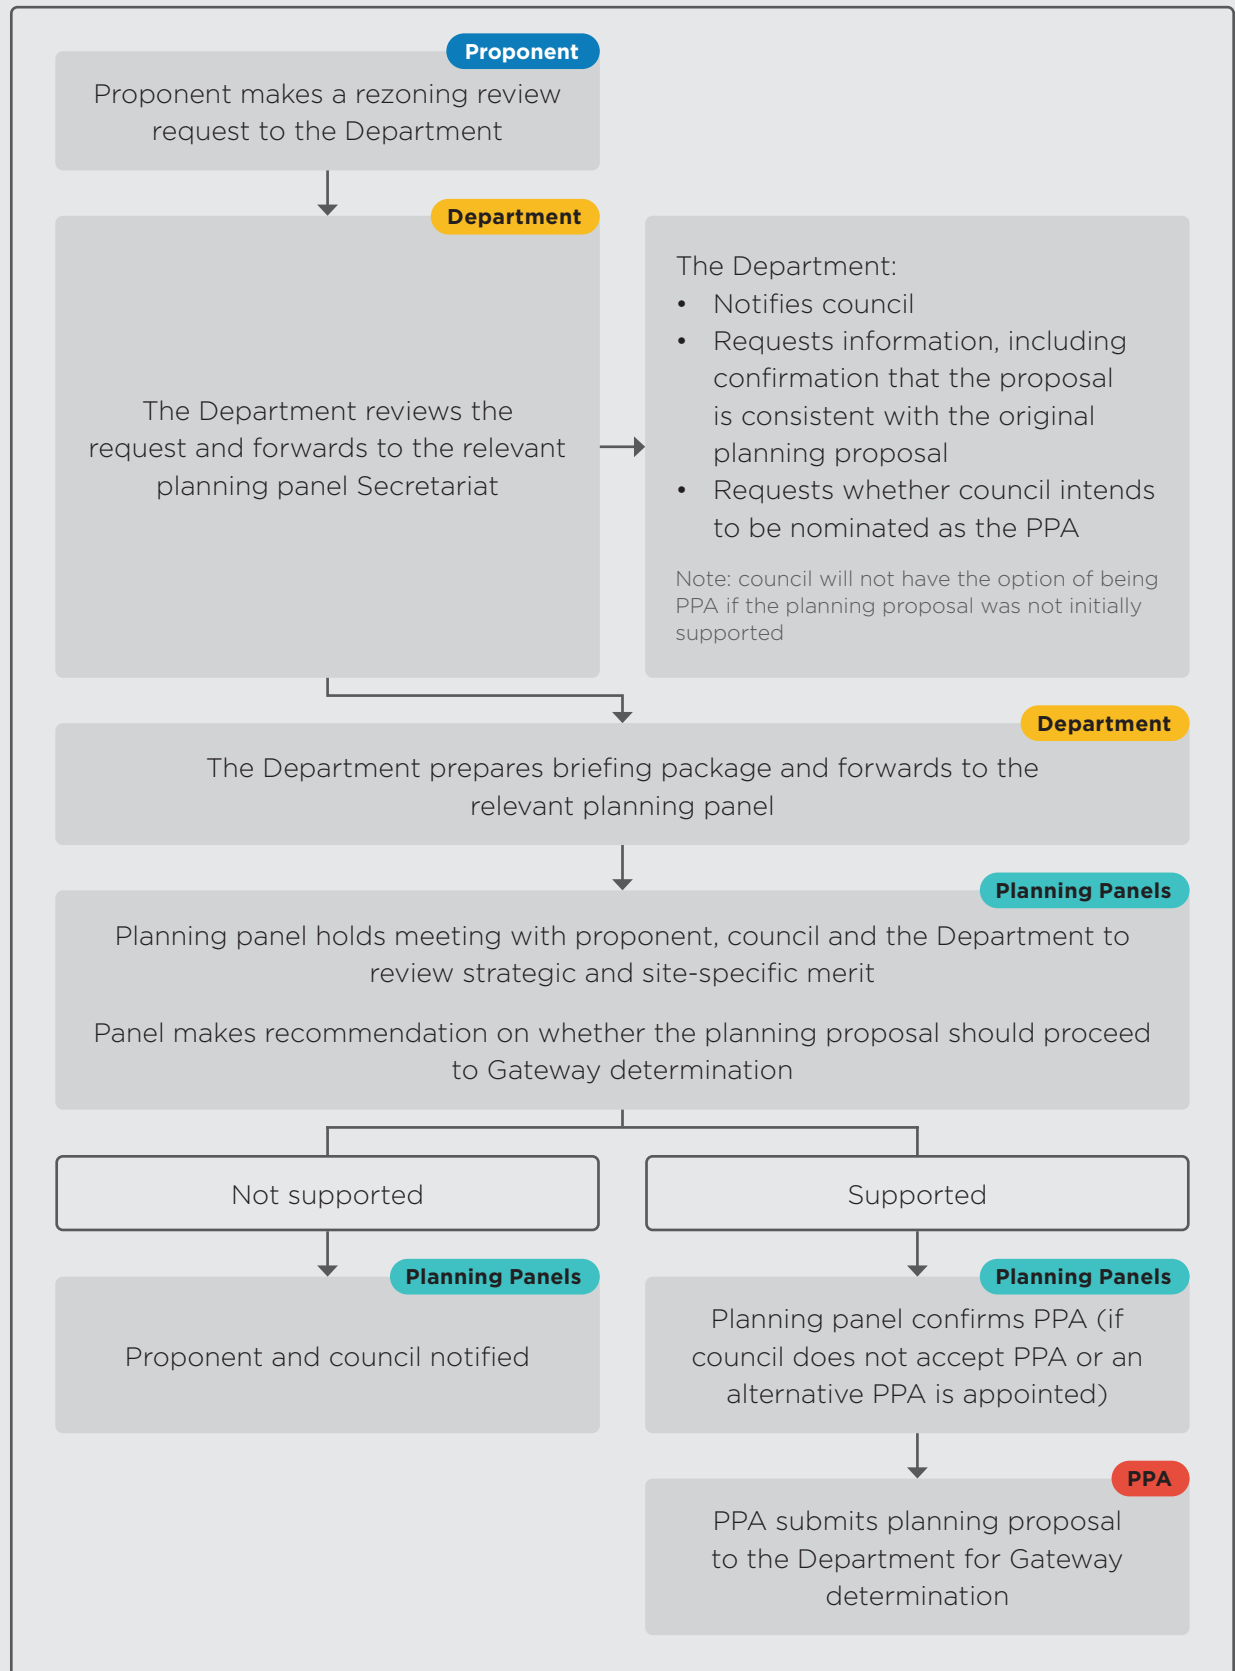 Proponent
Proponent makes a rezoning review
request to the Department
Department
The Department reviews the
request and forwards to the relevant
planning panel Secretariat
The Department:
• Notifies council
• Requests information, including
confirmation that the proposal
is consistent with the original
planning proposal
• Requests whether council intends
to be nominated as the PPA
Note: council will not have the option of being
PPA if the planning proposal was not initially
supported
Department
The Department prepares briefing package and forwards to the
relevant planning panel
Planning Panels
Planning panel holds meeting with proponent, council and the Department to
review strategic and site-specific merit
Panel makes recommendation on whether the planning proposal should proceed
to Gateway determination
Not supported
Planning Panels
Proponent and council notified
Supported
Planning Panels
Planning panel confirms PPA (if
council does not accept PPA or an
alternative PPA is appointed)
PPA
PPA submits planning proposal
to the Department for Gateway
determination